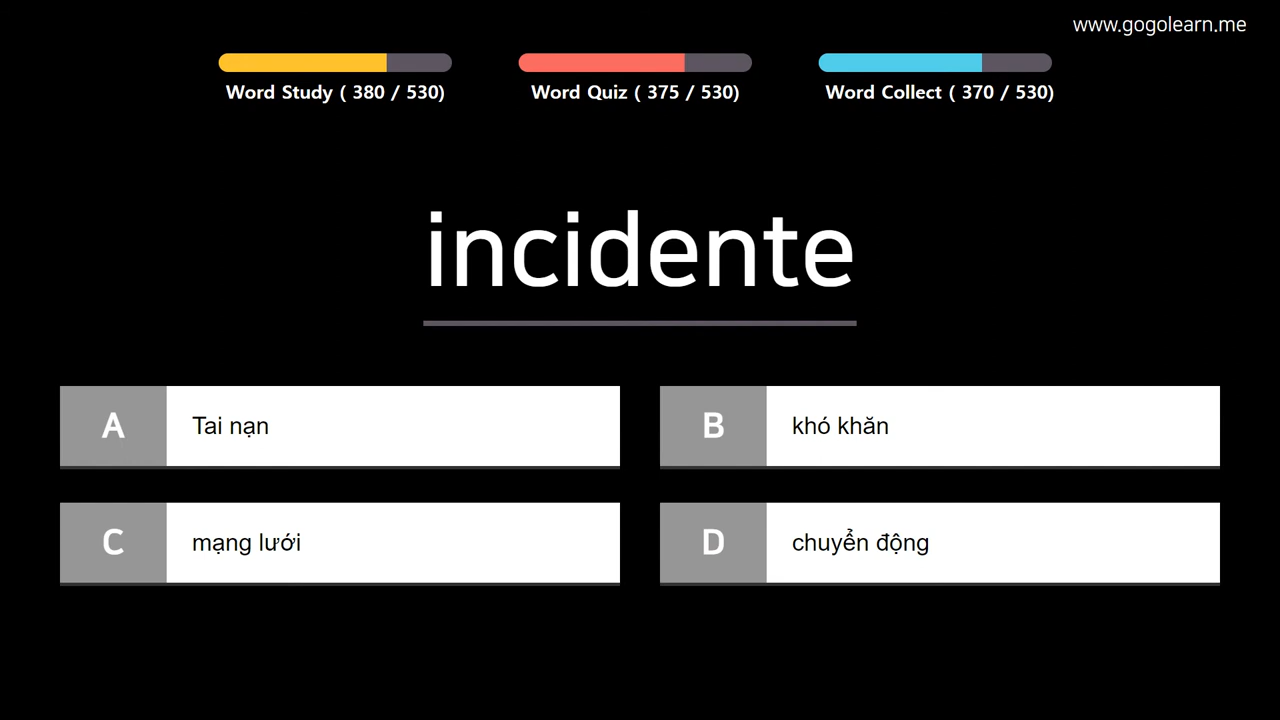 www.gogolearn.me
Word Study ( 380 / 530)
Word Quiz ( 375 / 530)
Word Collect ( 370 / 530)
incidente
A
Tai nạn
B
khó khăn
C
mạng lưới
D
chuyển động